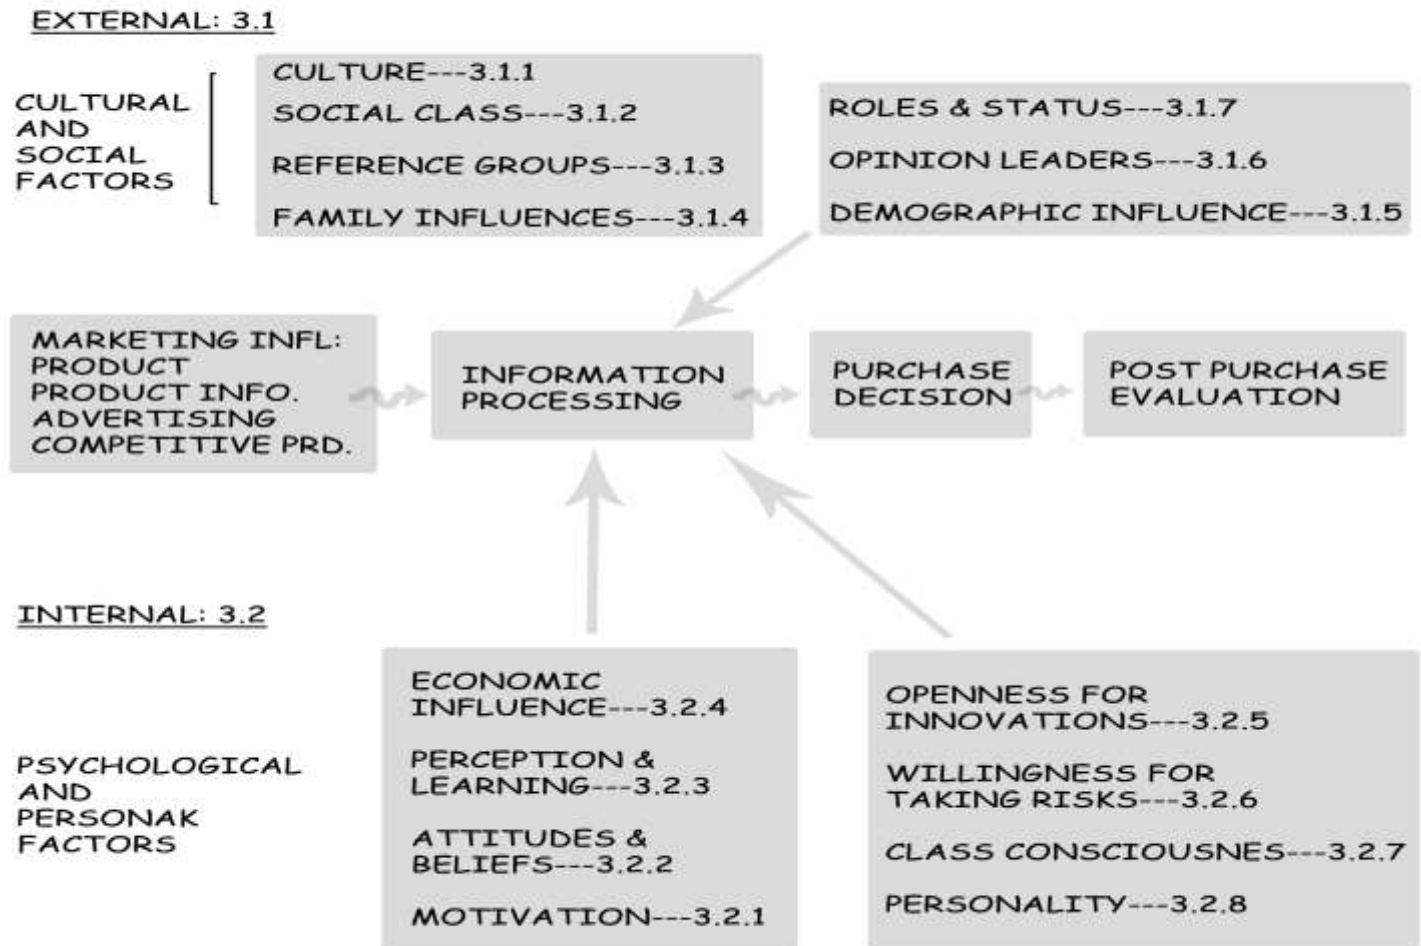 EXTERNAL: 3.1
CULTURAL
AND
SOCIAL
FACTORS
CULTURE---3.1.1
SOCIAL CLASS---3.1.2
REFERENCE GROUPS---3.1.3
FAMILY INFLUENCES---3.1.4
ROLES & STATUS---3.1.7
OPINION LEADERS---3.1.6
DEMOGRAPHIC INFLUENCE---3.1.5
MARKETING INFL:
PRODUCT
PRODUCT INFO.
ADVERTISING
COMPETITIVE PRD.
INFORMATION
PROCESSING
PURCHASE
DECISION
POST PURCHASE
EVALUATION
INTERNAL: 3.2
PSYCHOLOGICAL
AND
PERSONAK
FACTORS
ECONOMIC
INFLUENCE---3.2.4
PERCEPTION &
LEARNING---3.2.3
ATTITUDES &
BELIEFS---3.2.2
MOTIVATION---3.2.1
OPENNESS FOR
INNOVATIONS---3.2.5
WILLINGNESS FOR
TAKING RISKS---3.2.6
CLASS CONSCIOUSNES---3.2.7
PERSONALITY---3.2.8